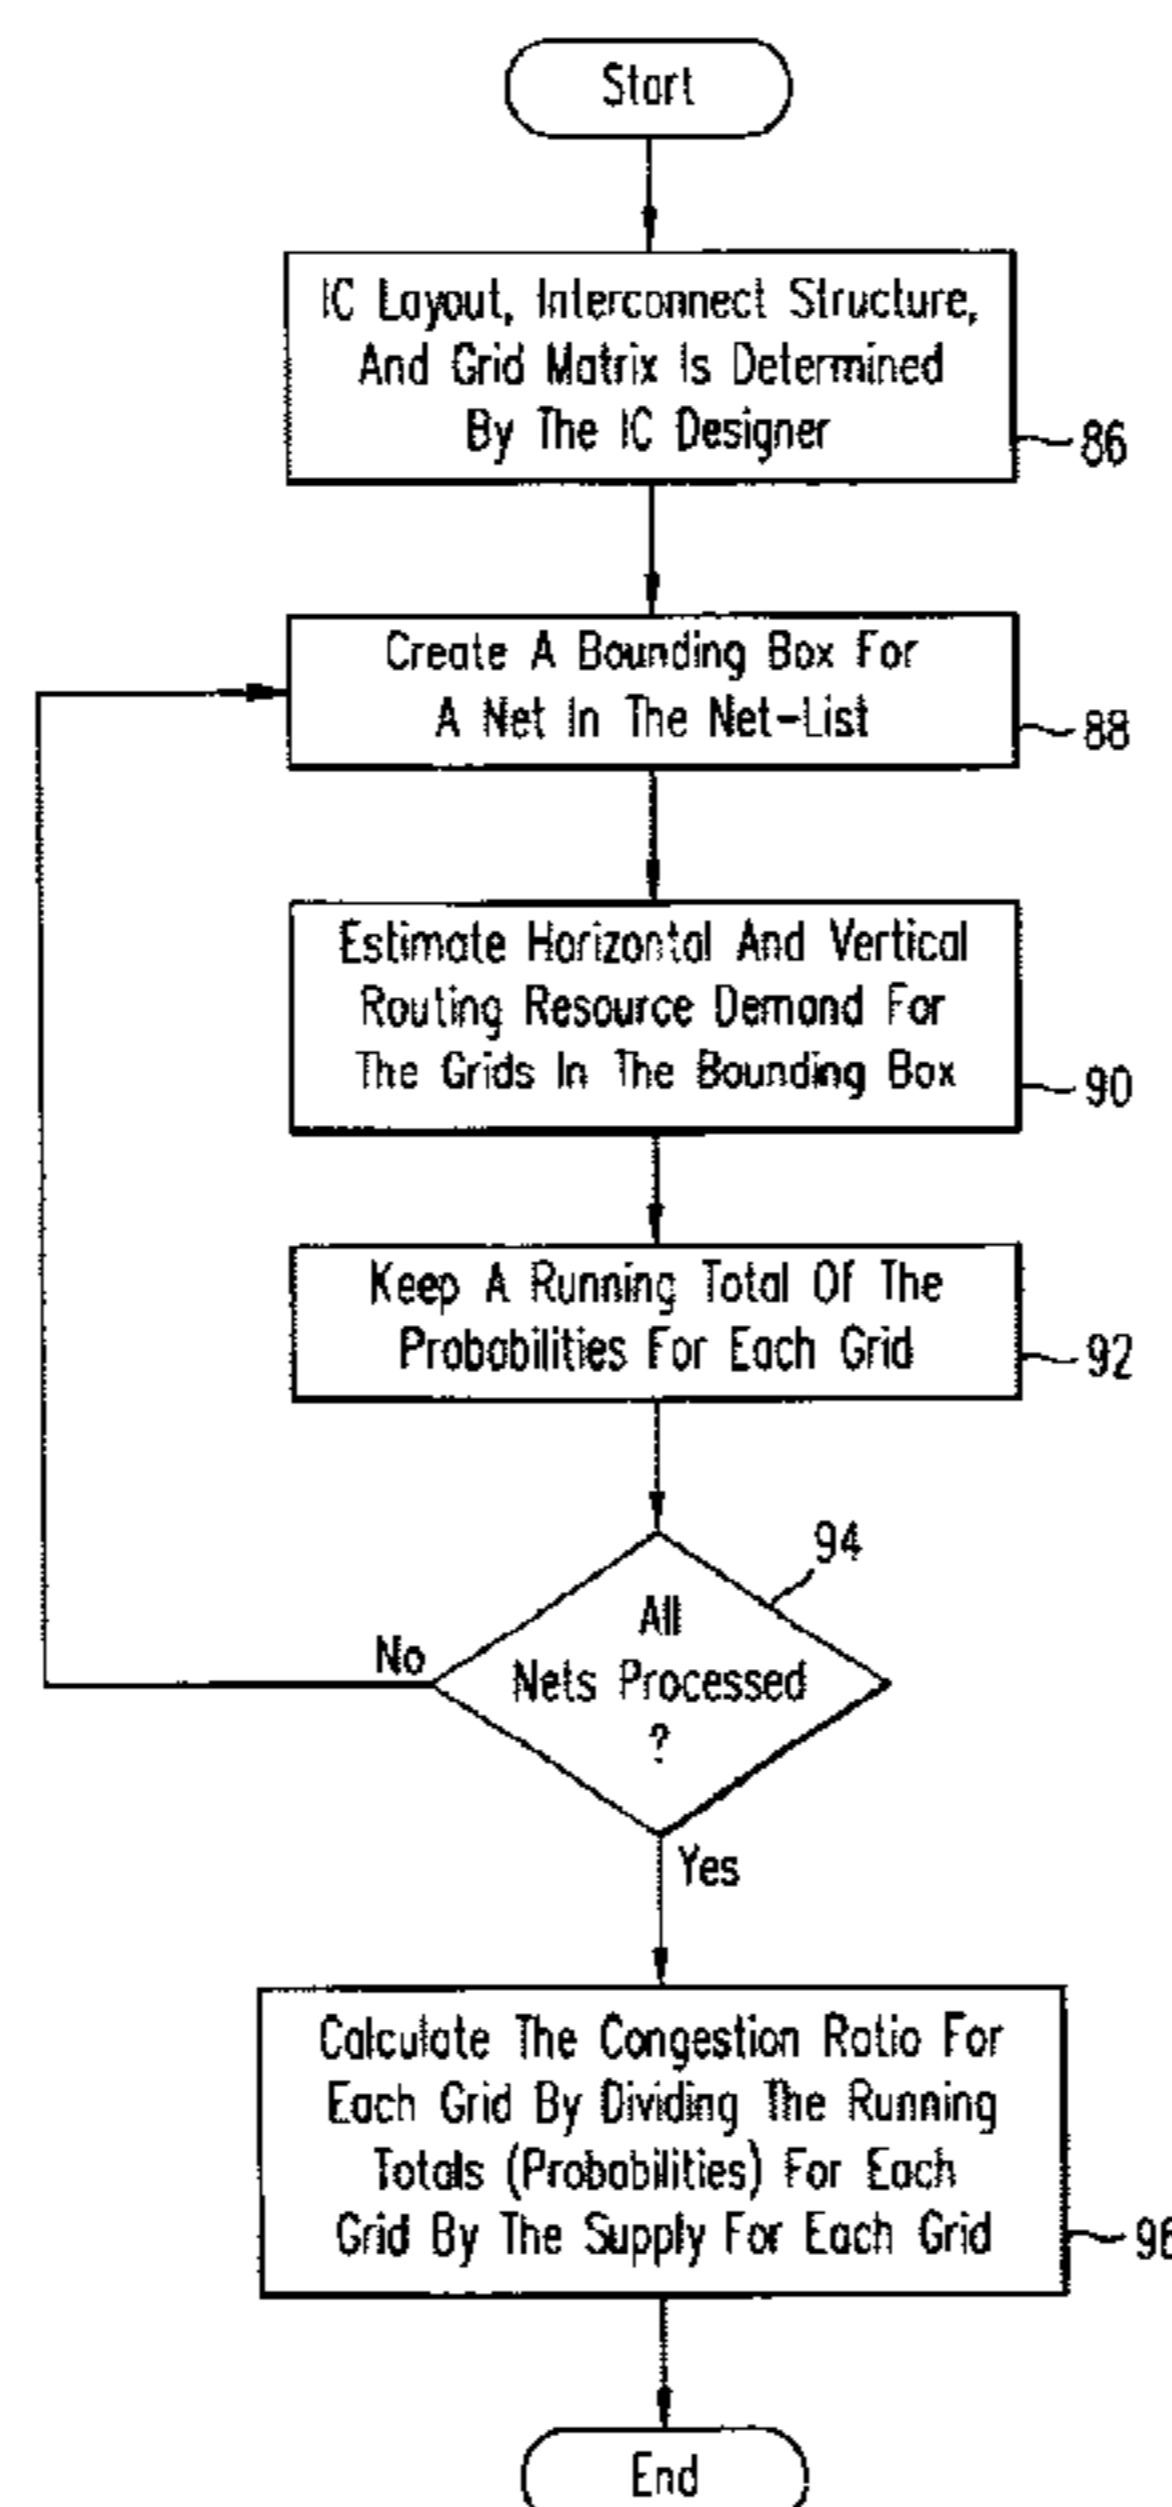 Start
IC Layout, Interconnect Structure,
And Grid Matrix Is Determined
By The IC Designer
86
Create A Bounding Box For
A Net In The Net-List
88
Estimate Horizontal And Vertical
Routing Resource Demand For
The Grids In The Bounding Box
90
Keep A Running Total Of The
Probabilities For Each Grid
92
94
All
Nets Processed
?
No
Yes
Calculate The Congestion Ratio For
Each Grid By Dividing The Running
Totals (Probabilities) For Each
Grid By The Supply For Each Grid
96
End